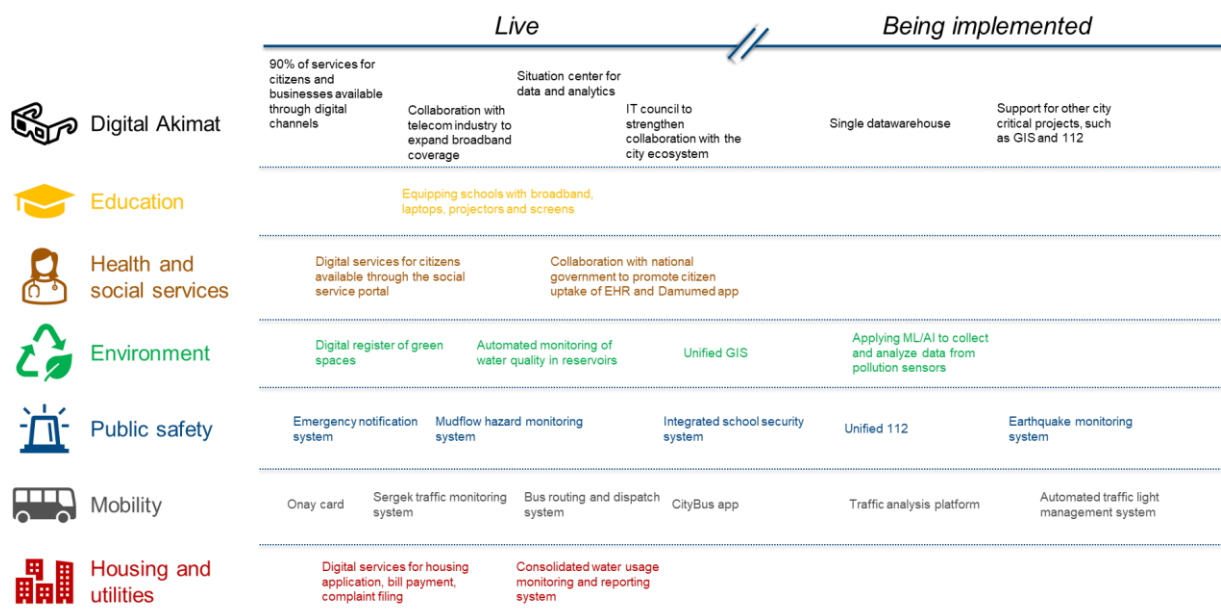 Live
Being implemented
Digital Akimat
90% of services for
citizens and
businesses available
through digital
channels
Collaboration with
telecom industry to
expand broadband
coverage
Situation center for
data and analytics
IT council to
strengthen
collaboration with the
city ecosystem
Single datawarehouse
Support for other city
critical projects, such
as GIS and 112
Education
Equipping schools with broadband,
laptops, projectors and screens
Health and
social services
Digital services for citizens
available through the social
service portal
Collaboration with national
government to promote citizen
uptake of EHR and Damumed app
Environment
Digital register of green
spaces
Automated monitoring of
water quality in reservoirs
Unified GIS
Applying ML/AI to collect
and analyze data from
pollution sensors
Public safety
Emergency notification
system
Mudflow hazard monitoring
system
Integrated school security
system
Unified 112
Earthquake monitoring
system
Mobility
Onay card
Sergek traffic monitoring
system
Bus routing and dispatch
system
CityBus app
Traffic analysis platform
Automated traffic light
management system
Housing and
utilities
Digital services for housing
application, bill payment,
complaint filing
Consolidated water usage
monitoring and reporting
system